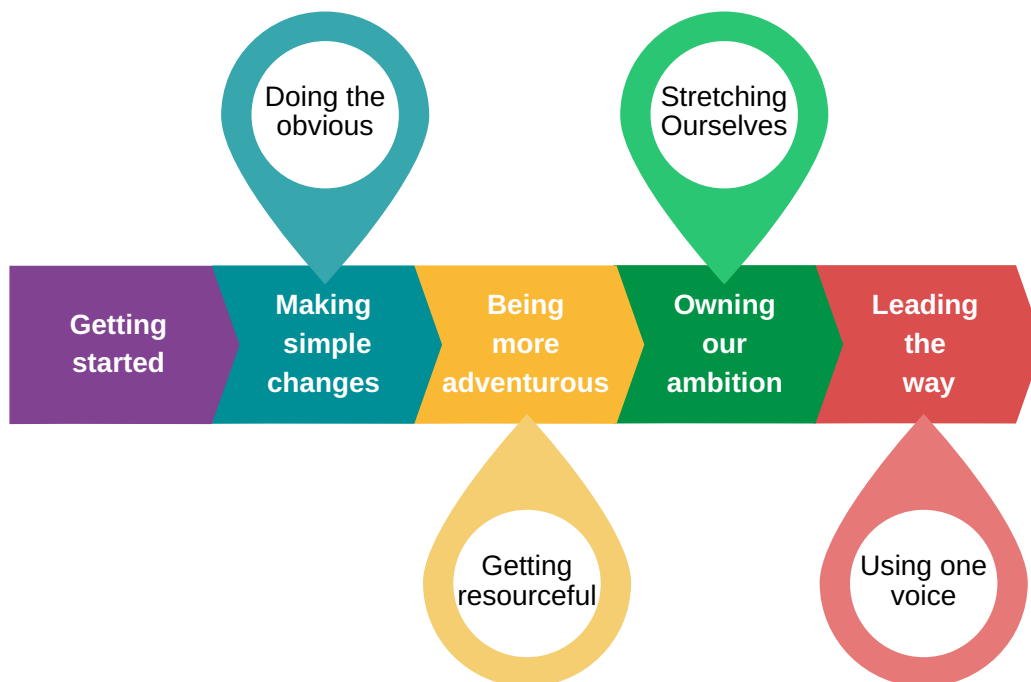 Doing the
obvious
Stretching
Ourselves
Getting
started
Making
simple
changes
Being
more
adventurous
Owning
our
ambition
Leading
the
way
Getting
resourceful
Using one
voice